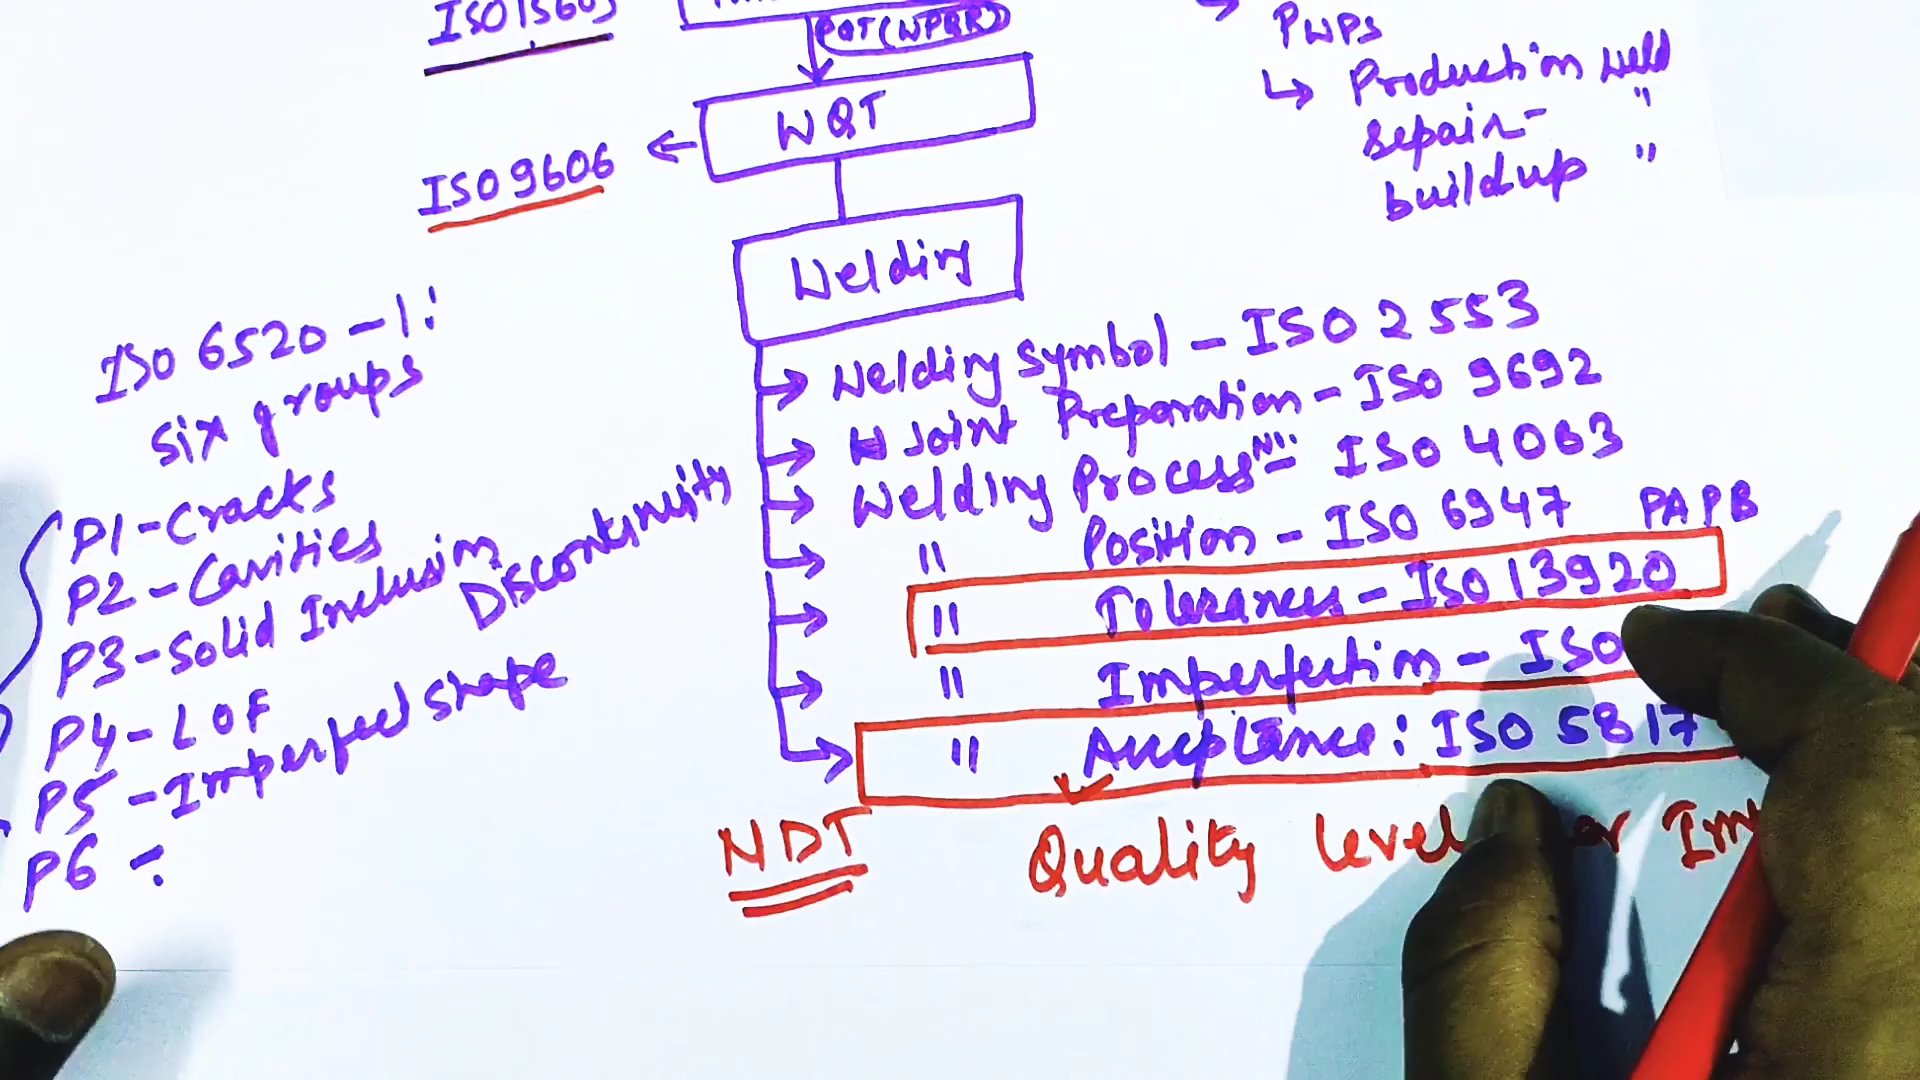 PQT(WPQR)
PWPS
↳ Production weld
repair- "
buildup "
WQT
ISO 9606
Welding
Welding symbol - ISO 2553
Joint Preparation - ISO 9692
Welding Process - ISO 4063
" Position - ISO 6947 PA PB
" Tolerances - ISO 13920
" Imperfection - ISO
" Acceptance : ISO 5817
NDT
Quality level
ISO 6520 -1:
six groups
P1 - Cracks
P2 - Cavities
P3 - Solid Inclusion
P4 - LOF
P5 - Imperfect shape
P6 -
Discontinuity